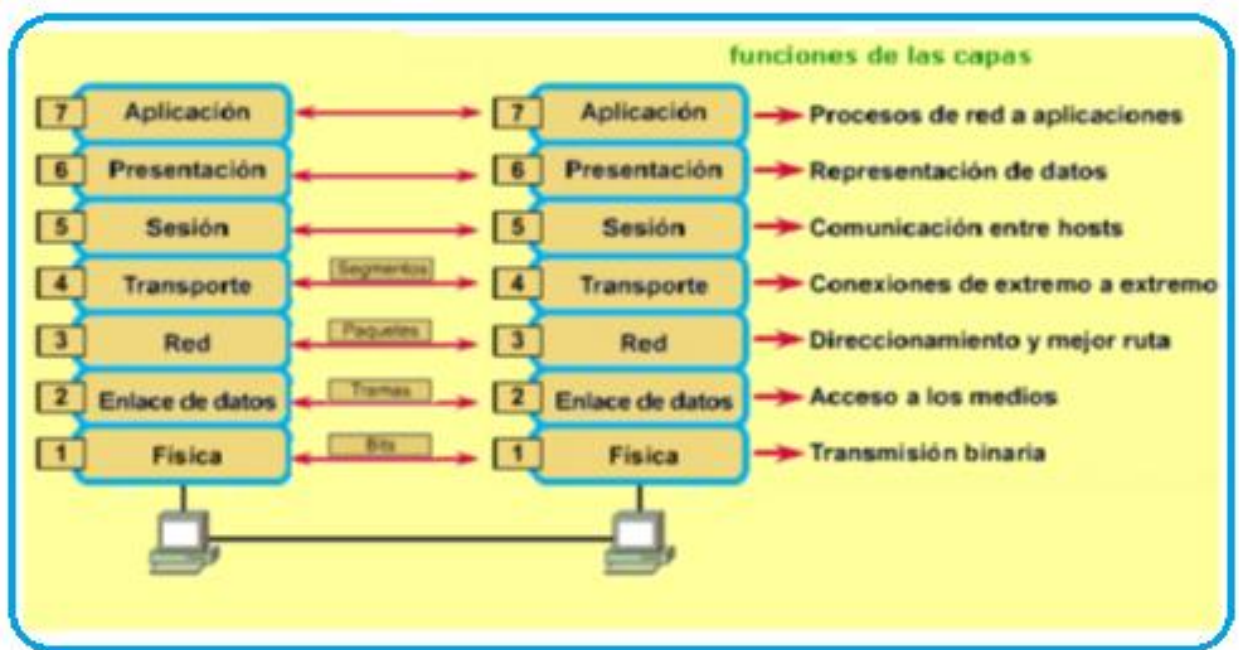 funciones de las capas
7 Aplicación 7 Aplicación Procesos de red a aplicaciones
6 Presentación 6 Presentación Representación de datos
5 Sesión 5 Sesión Comunicación entre hosts
4 Transporte Segmentos 4 Transporte Conexiones de extremo a extremo
3 Red Paquetes 3 Red Direccionamiento y mejor ruta
2 Enlace de datos Tramas 2 Enlace de datos Acceso a los medios
1 Física Bits 1 Física Transmisión binaria